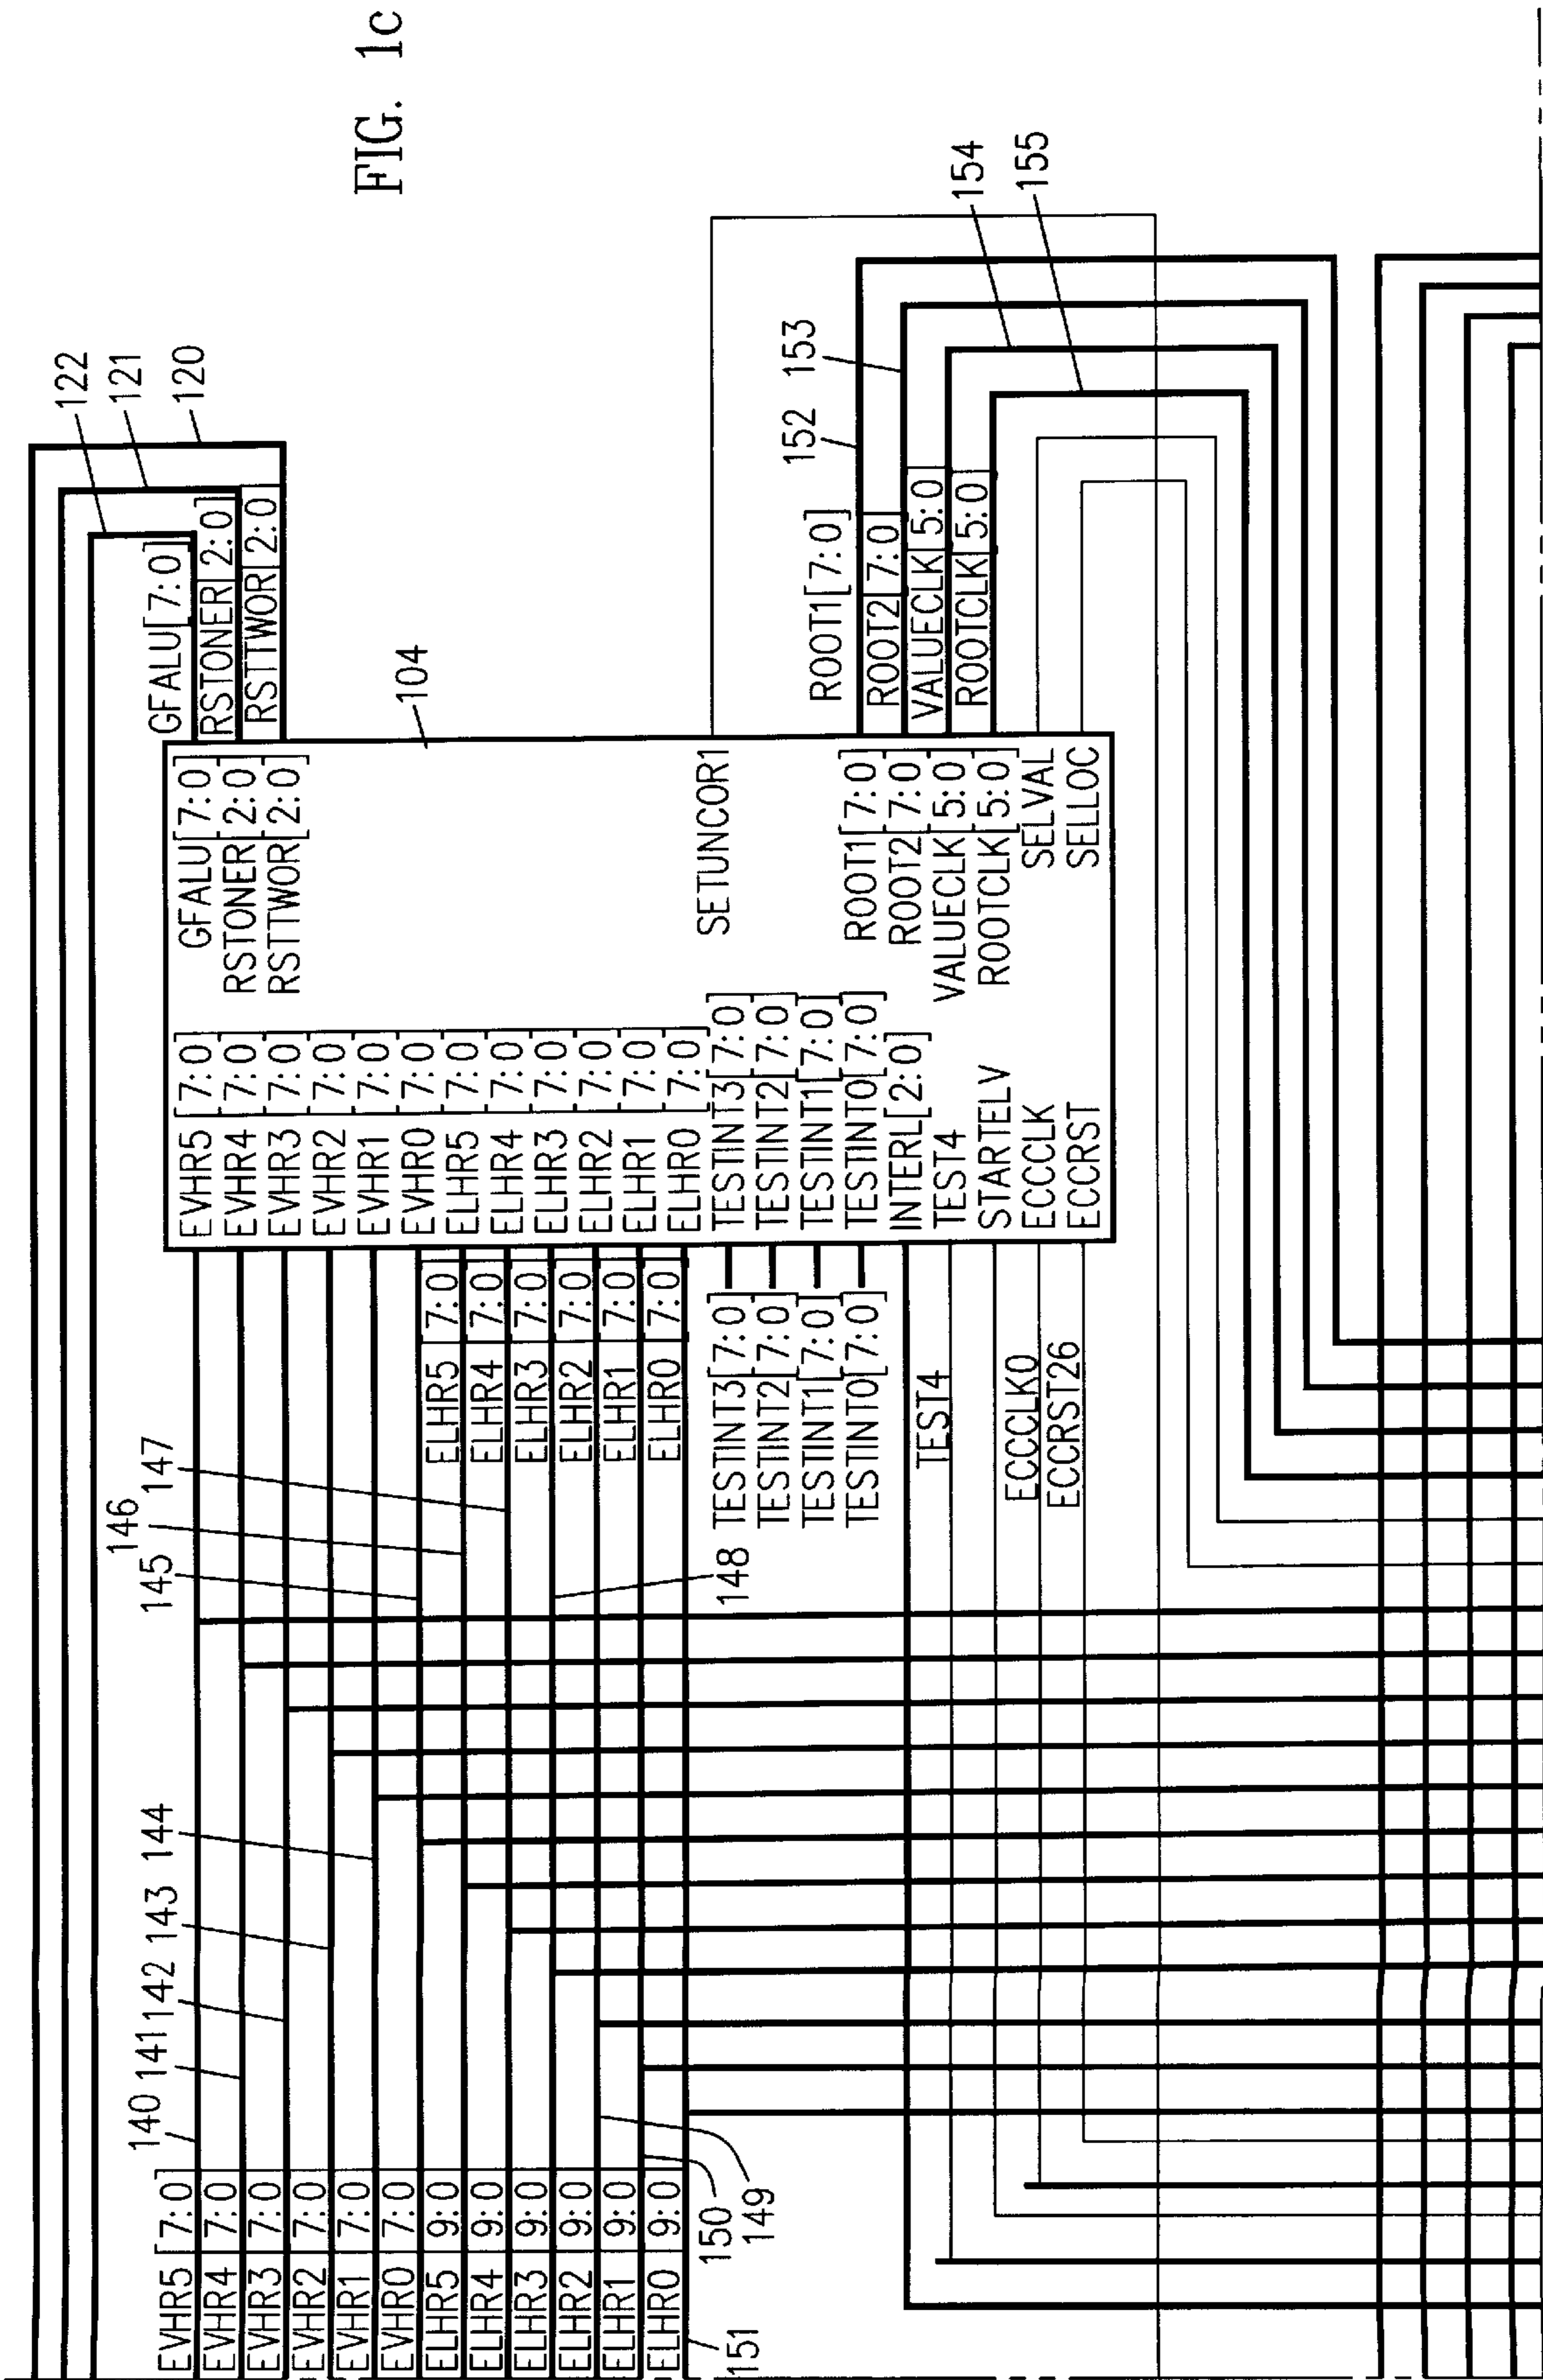 FIG. 1c
122
121
120
GFALU[7:0]
RSTONER[2:0]
RSTTWOR[2:0]
104
EVHR5[7:0]
EVHR4[7:0]
EVHR3[7:0]
EVHR2[7:0]
EVHR1[7:0]
EVHR0[7:0]
ELHR5[9:0]
ELHR4[9:0]
ELHR3[9:0]
ELHR2[9:0]
ELHR1[9:0]
ELHR0[9:0]
140
141
142
143
144
145
146
147
148
149
150
151
ELHR5[7:0]
ELHR4[7:0]
ELHR3[7:0]
ELHR2[7:0]
ELHR1[7:0]
ELHR0[7:0]
TESTINT3[7:0]
TESTINT2[7:0]
TESTINT1[7:0]
TESTINT0[7:0]
TEST4
ECCCLK0
ECCRST26
EVHR5[7:0]
EVHR4[7:0]
EVHR3[7:0]
EVHR2[7:0]
EVHR1[7:0]
EVHR0[7:0]
ELHR5[7:0]
ELHR4[7:0]
ELHR3[7:0]
ELHR2[7:0]
ELHR1[7:0]
ELHR0[7:0]
TESTINT3[7:0]
TESTINT2[7:0]
TESTINT1[7:0]
TESTINT0[7:0]
INTERL[2:0]
TEST4
STARTELV
ECCCLK
ECCRST
GFALU[7:0]
RSTONER[2:0]
RSTTWOR[2:0]
SETUNCOR1
ROOT1[7:0]
ROOT2[7:0]
VALUECLK[5:0]
ROOTCLK[5:0]
SELVAL
SELLOC
ROOT1[7:0]
ROOT2[7:0]
VALUECLK[5:0]
ROOTCLK[5:0]
152
153
154
155